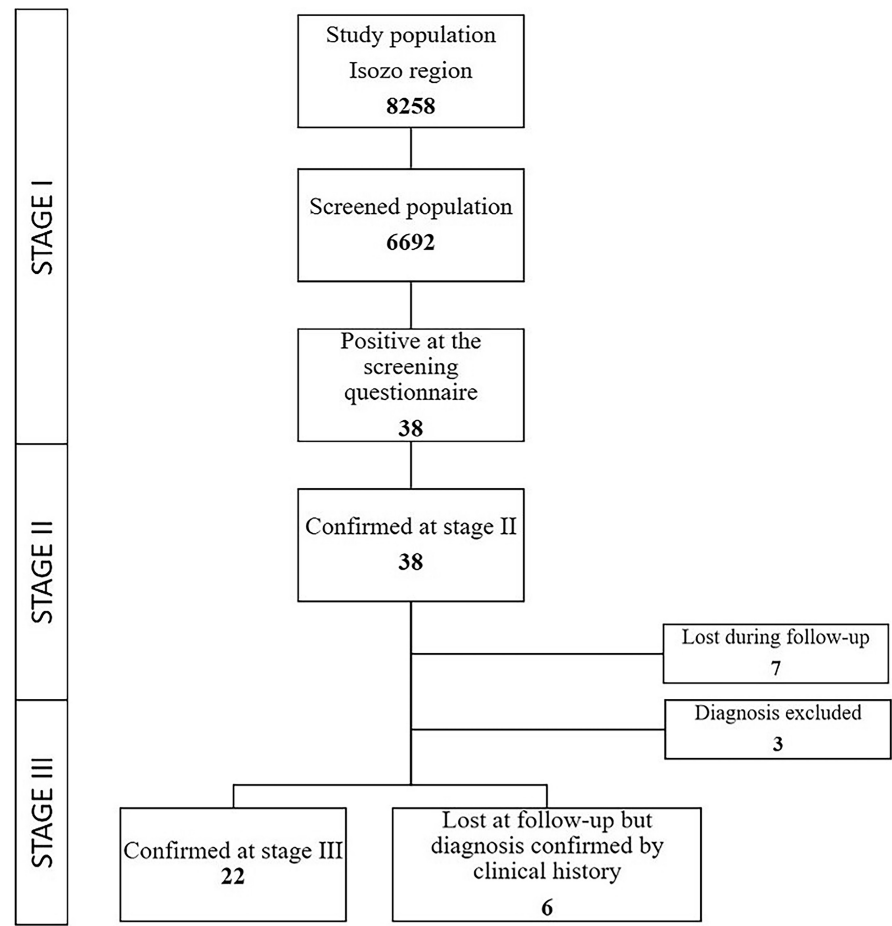 STAGE I
Study population
Isozo region
8258
Screened population
6692
Positive at the
screening
questionnaire
38
STAGE II
Confirmed at stage II
38
Lost during follow-up
7
STAGE III
Diagnosis excluded
3
Confirmed at stage III
22
Lost at follow-up but
diagnosis confirmed by
clinical history
6